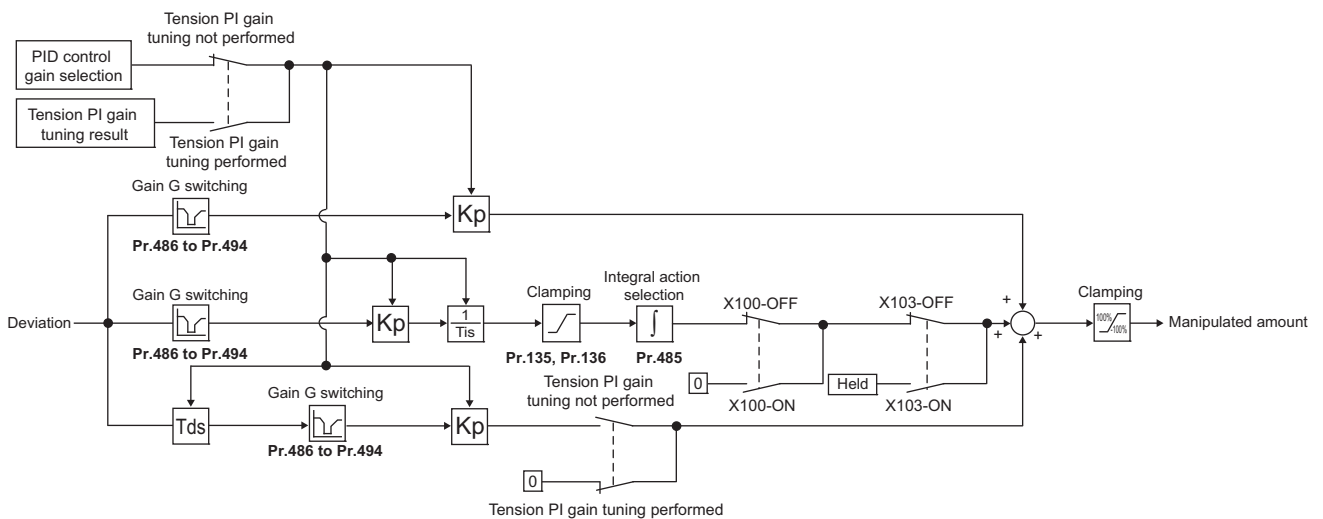 Tension PI gain
tuning not performed
PID control
gain selection
Tension PI gain
tuning result
Tension PI gain
tuning performed
Gain G switching
Kp
Pr.486 to Pr.494
Gain G switching
Clamping
Integral action
selection
X100-OFF
X103-OFF
Clamping
+
Deviation
Kp
1
Tis
∫
+
+
100%
-100%
Manipulated amount
Pr.486 to Pr.494
Pr.135, Pr.136
Pr.485
0
Held
X100-ON
X103-ON
Tension PI gain
tuning not performed
Gain G switching
Tds
Kp
Pr.486 to Pr.494
0
Tension PI gain tuning performed